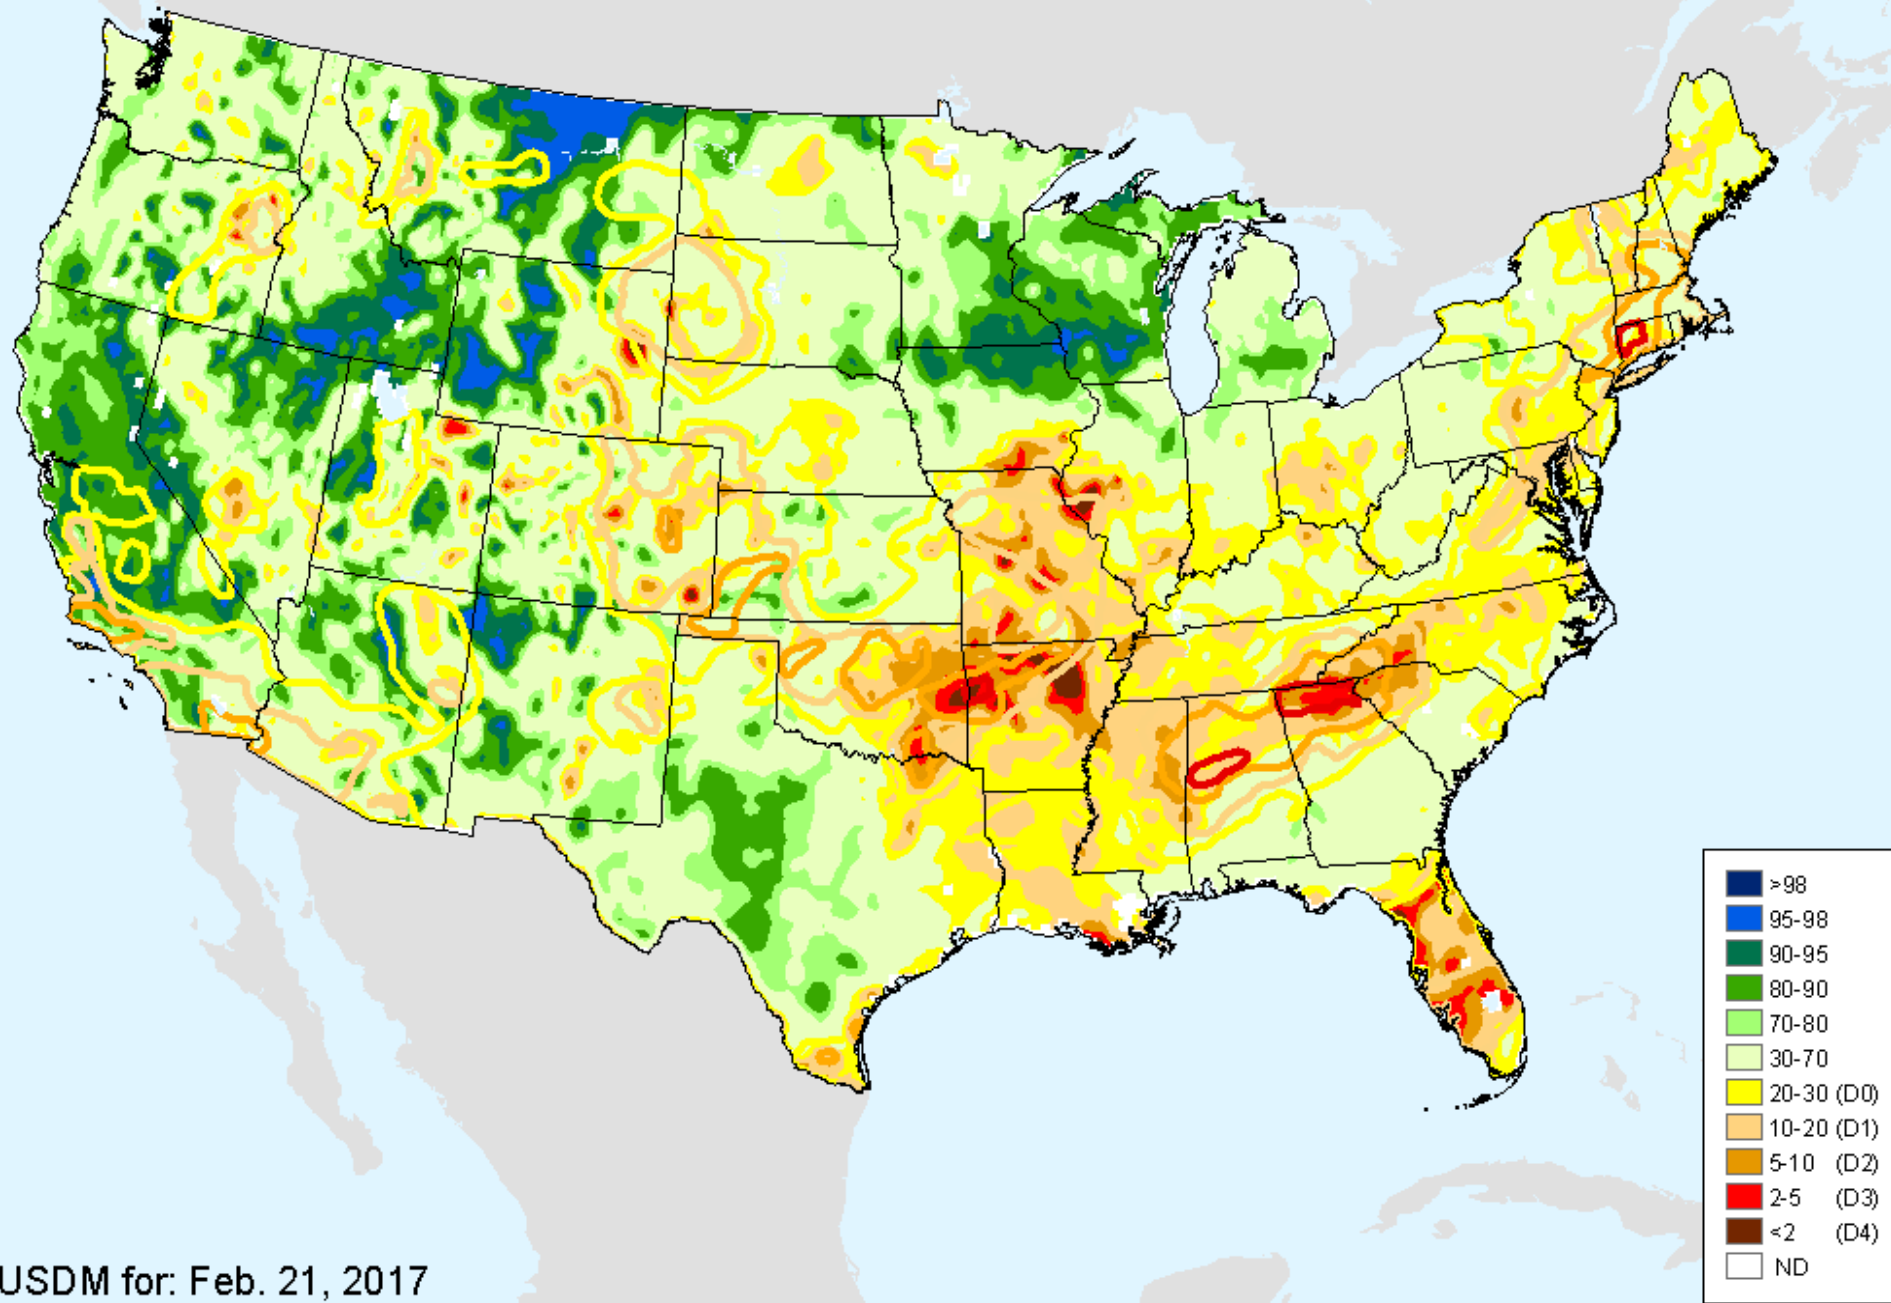 >98
95-98
90-95
80-90
70-80
30-70
20-30 (D0)
10-20 (D1)
5-10 (D2)
2-5 (D3)
<2 (D4)
ND
USDM for: Feb. 21, 2017